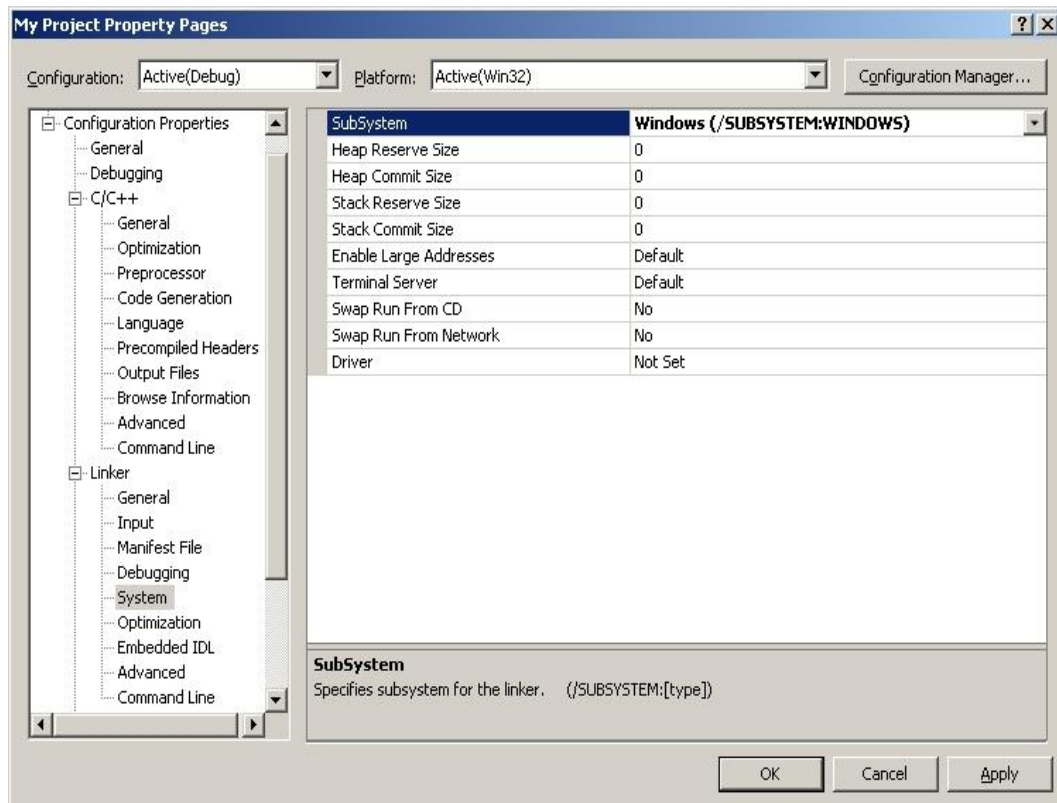 My Project Property Pages
Configuration: Active(Debug) Platform: Active(Win32) Configuration Manager...
Configuration Properties
General
Debugging
C/C++
General
Optimization
Preprocessor
Code Generation
Language
Precompiled Headers
Output Files
Browse Information
Advanced
Command Line
Linker
General
Input
Manifest File
Debugging
System
Optimization
Embedded IDL
Advanced
Command Line
SubSystem Windows (/SUBSYSTEM:WINDOWS)
Heap Reserve Size 0
Heap Commit Size 0
Stack Reserve Size 0
Stack Commit Size 0
Enable Large Addresses Default
Terminal Server Default
Swap Run From CD No
Swap Run From Network No
Driver Not Set
SubSystem
Specifies subsystem for the linker. (/SUBSYSTEM:[type])
OK Cancel Apply